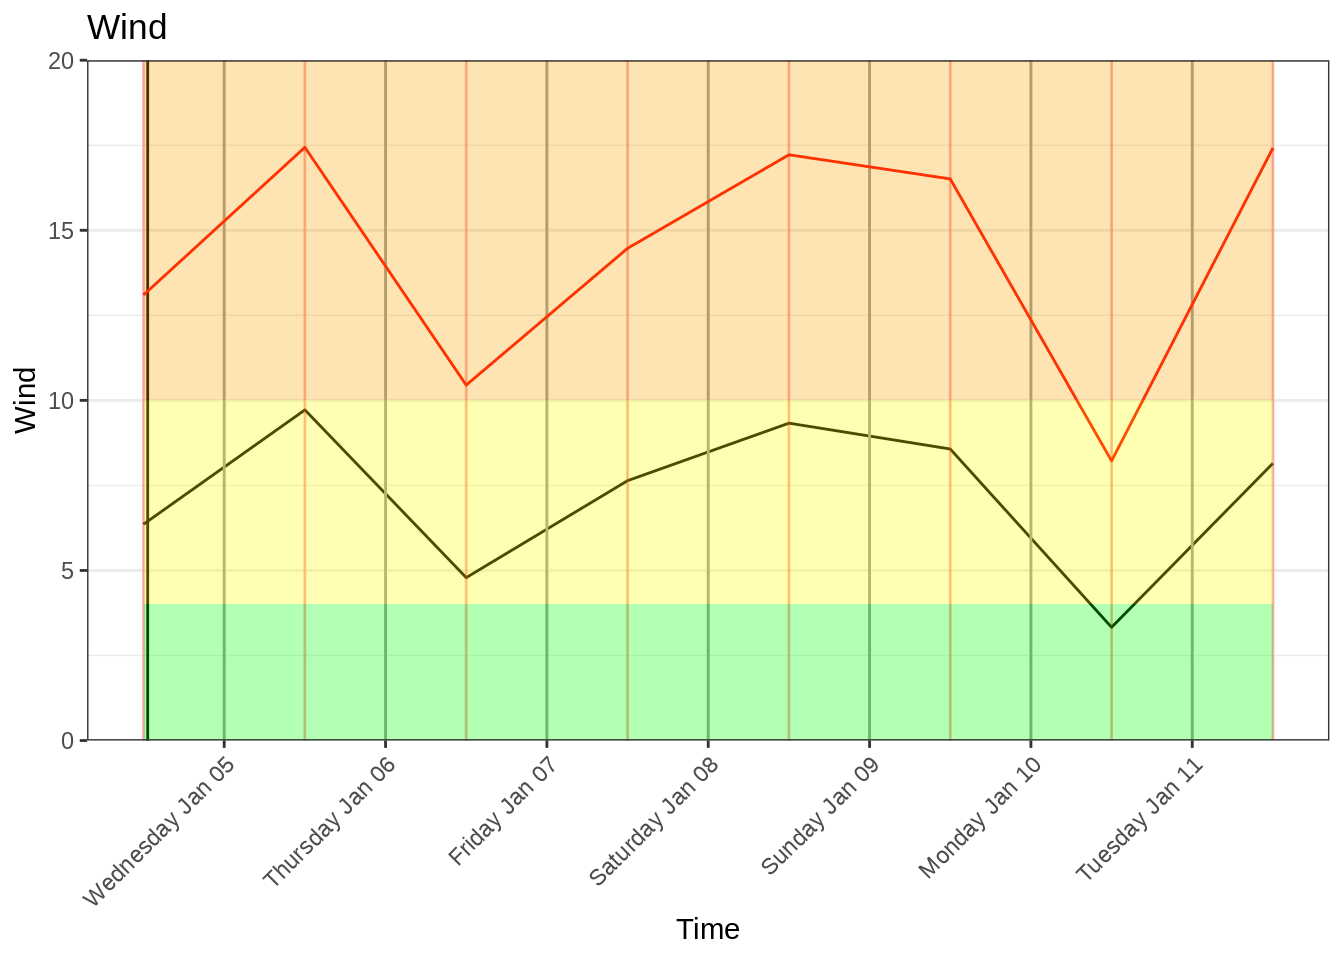 Wind
20
15
10
5
0
Wind
Wednesday Jan 05
Thursday Jan 06
Friday Jan 07
Saturday Jan 08
Sunday Jan 09
Monday Jan 10
Tuesday Jan 11
Time